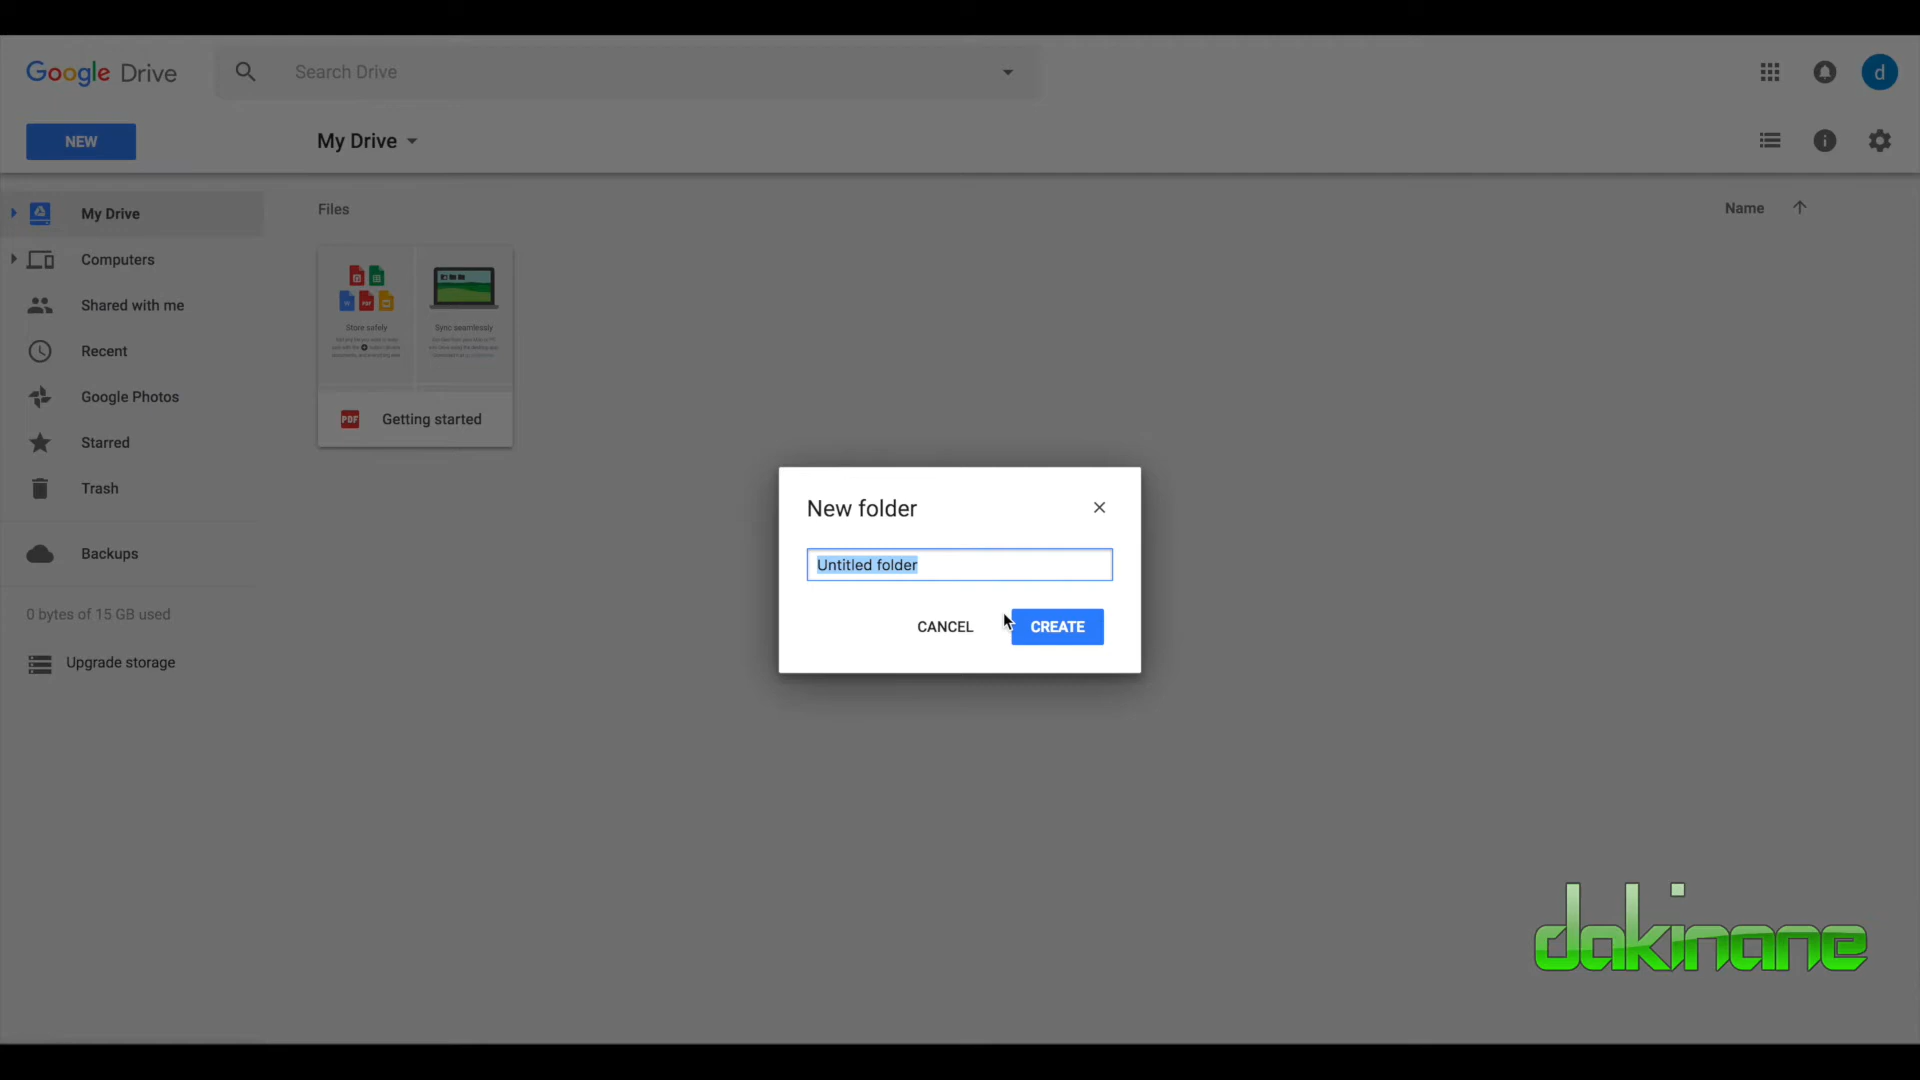 Google Drive
Search Drive
d
NEW
My Drive
My Drive
Files
Name
Computers
Shared with me
Store safely
Sync seamlessly
Recent
Google Photos
PDF
Getting started
Starred
Trash
New folder
Untitled folder
Backups
0 bytes of 15 GB used
CANCEL
CREATE
Upgrade storage
dakinane